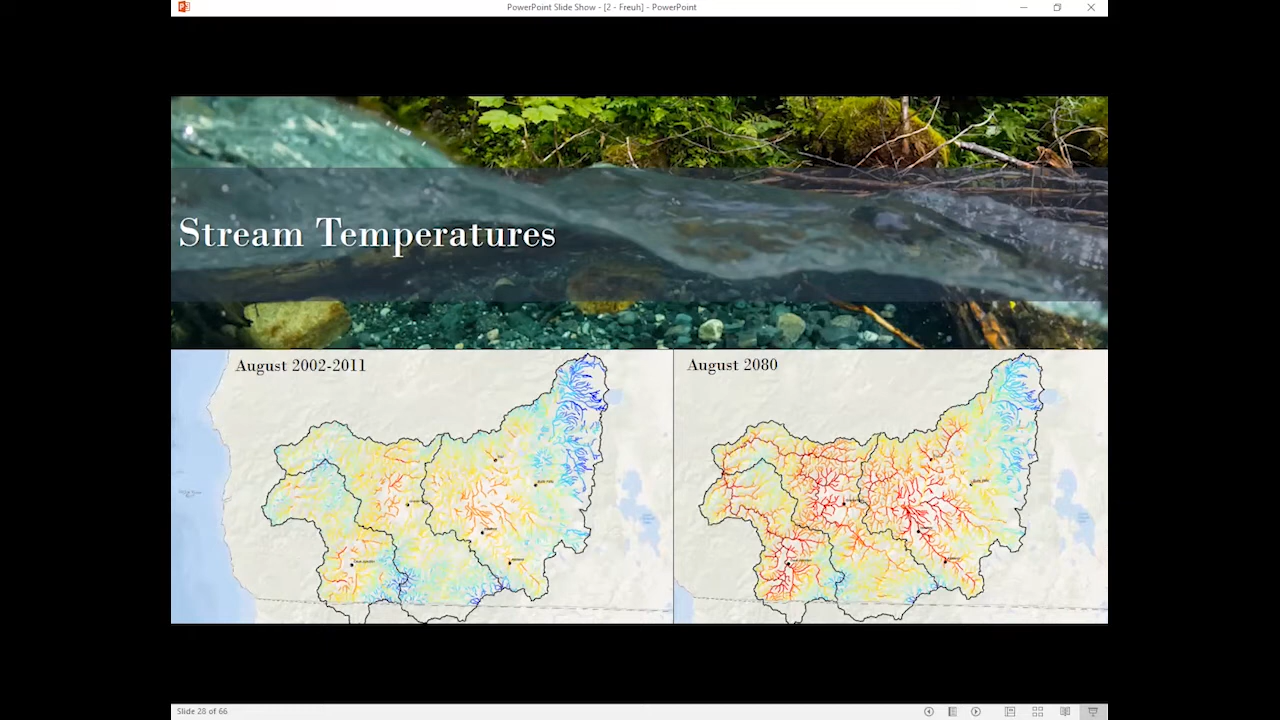 PowerPoint Slide Show - [2 - Freuh] - PowerPoint
Stream Temperatures
August 2002-2011
August 2080
Slide 28 of 66